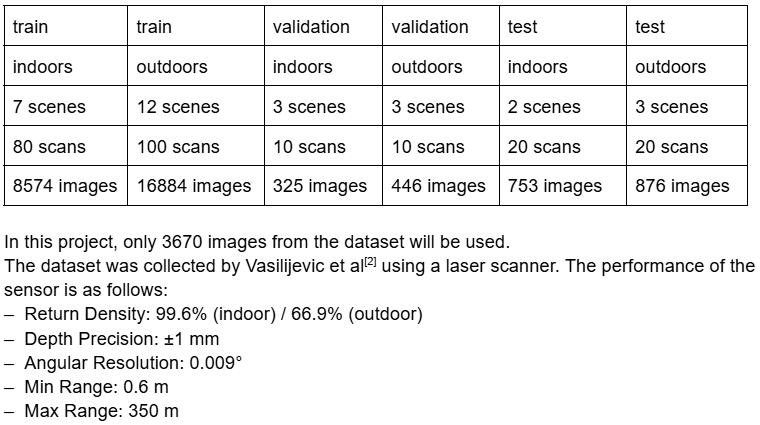 train train validation validation test test
indoors outdoors indoors outdoors indoors outdoors
7 scenes 12 scenes 3 scenes 3 scenes 2 scenes 3 scenes
80 scans 100 scans 10 scans 10 scans 20 scans 20 scans
8574 images 16884 images 325 images 446 images 753 images 876 images
In this project, only 3670 images from the dataset will be used.
The dataset was collected by Vasilijevic et al[2] using a laser scanner. The performance of the
sensor is as follows:
– Return Density: 99.6% (indoor) / 66.9% (outdoor)
– Depth Precision: ±1 mm
– Angular Resolution: 0.009°
– Min Range: 0.6 m
– Max Range: 350 m